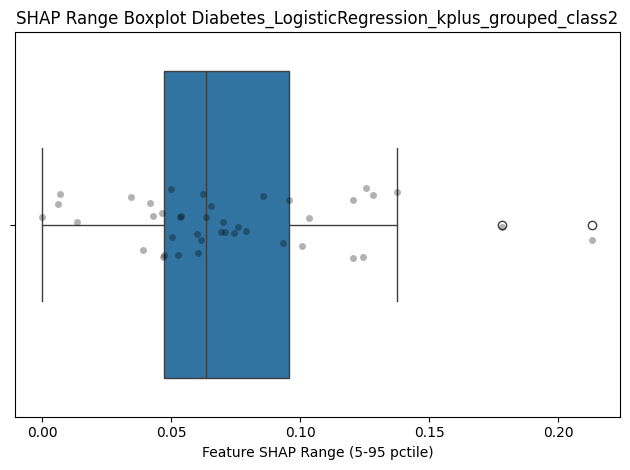 SHAP Range Boxplot Diabetes_LogisticRegression_kplus_grouped_class2
0.00 0.05 0.10 0.15 0.20
Feature SHAP Range (5-95 pctile)